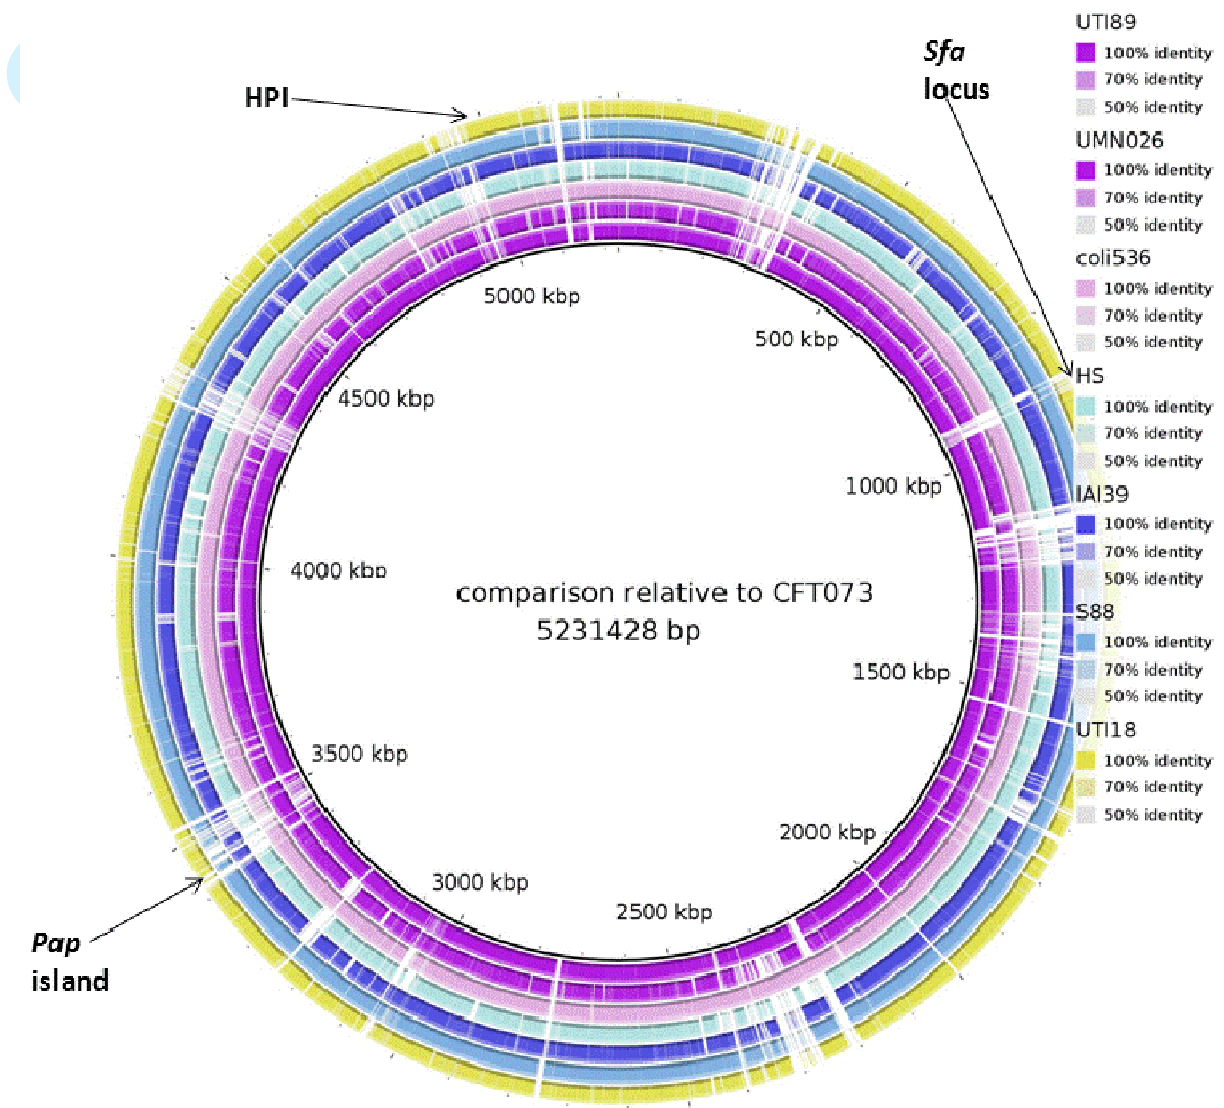 HPI
Sfa
locus
Pap
island
5000 kbp
500 kbp
4500 kbp
1000 kbp
4000 kbp
comparison relative to CFT073
5231428 bp
1500 kbp
3500 kbp
2000 kbp
3000 kbp
2500 kbp
UTI89
100% identity
70% identity
50% identity
UMN026
100% identity
70% identity
50% identity
coli536
100% identity
70% identity
50% identity
HS
100% identity
70% identity
50% identity
IAI39
100% identity
70% identity
50% identity
S88
100% identity
70% identity
50% identity
UTI18
100% identity
70% identity
50% identity